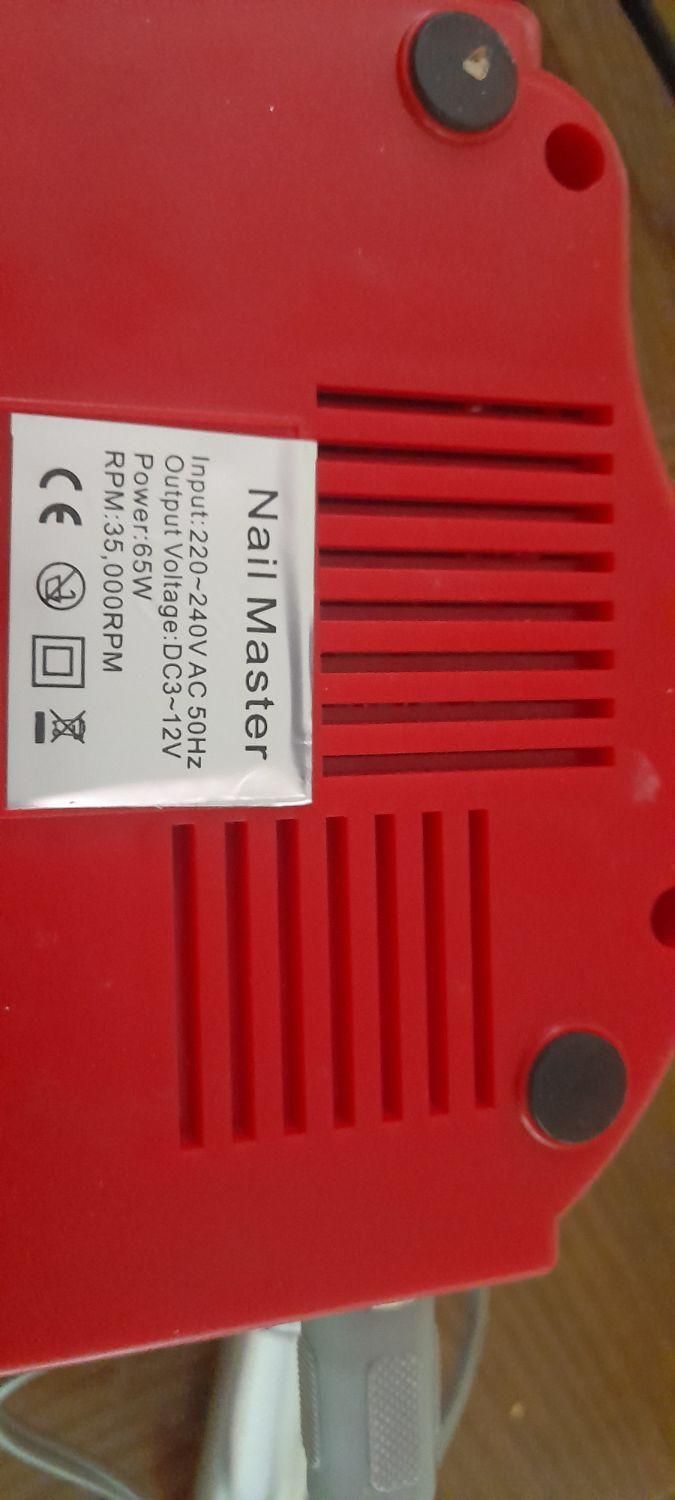 Nail Master
Input:220~240V AC 50Hz
Output Voltage:DC3~12V
Power:65W
RPM:35,000RPM
CE